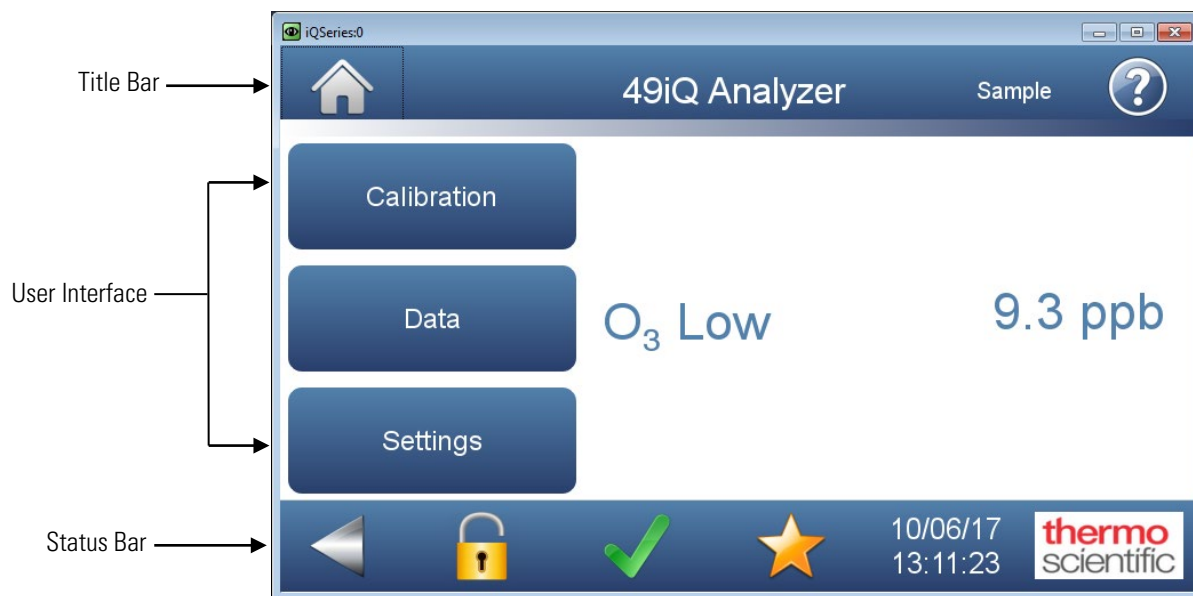 iQSeries:0
Title Bar
49iQ Analyzer
Sample
?
User Interface
Calibration
Data
Settings
O₃ Low
9.3 ppb
Status Bar
10/06/17
13:11:23
thermo
scientific